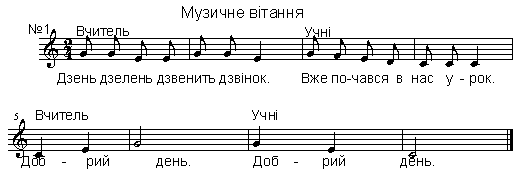 Музичне вітання
№1 Вчитель Учні
Дзень дзелень дзвенить дзвінок. Вже по-чався в нас у-рок.
5 Вчитель Учні
Доб - рий день. Доб - рий день.